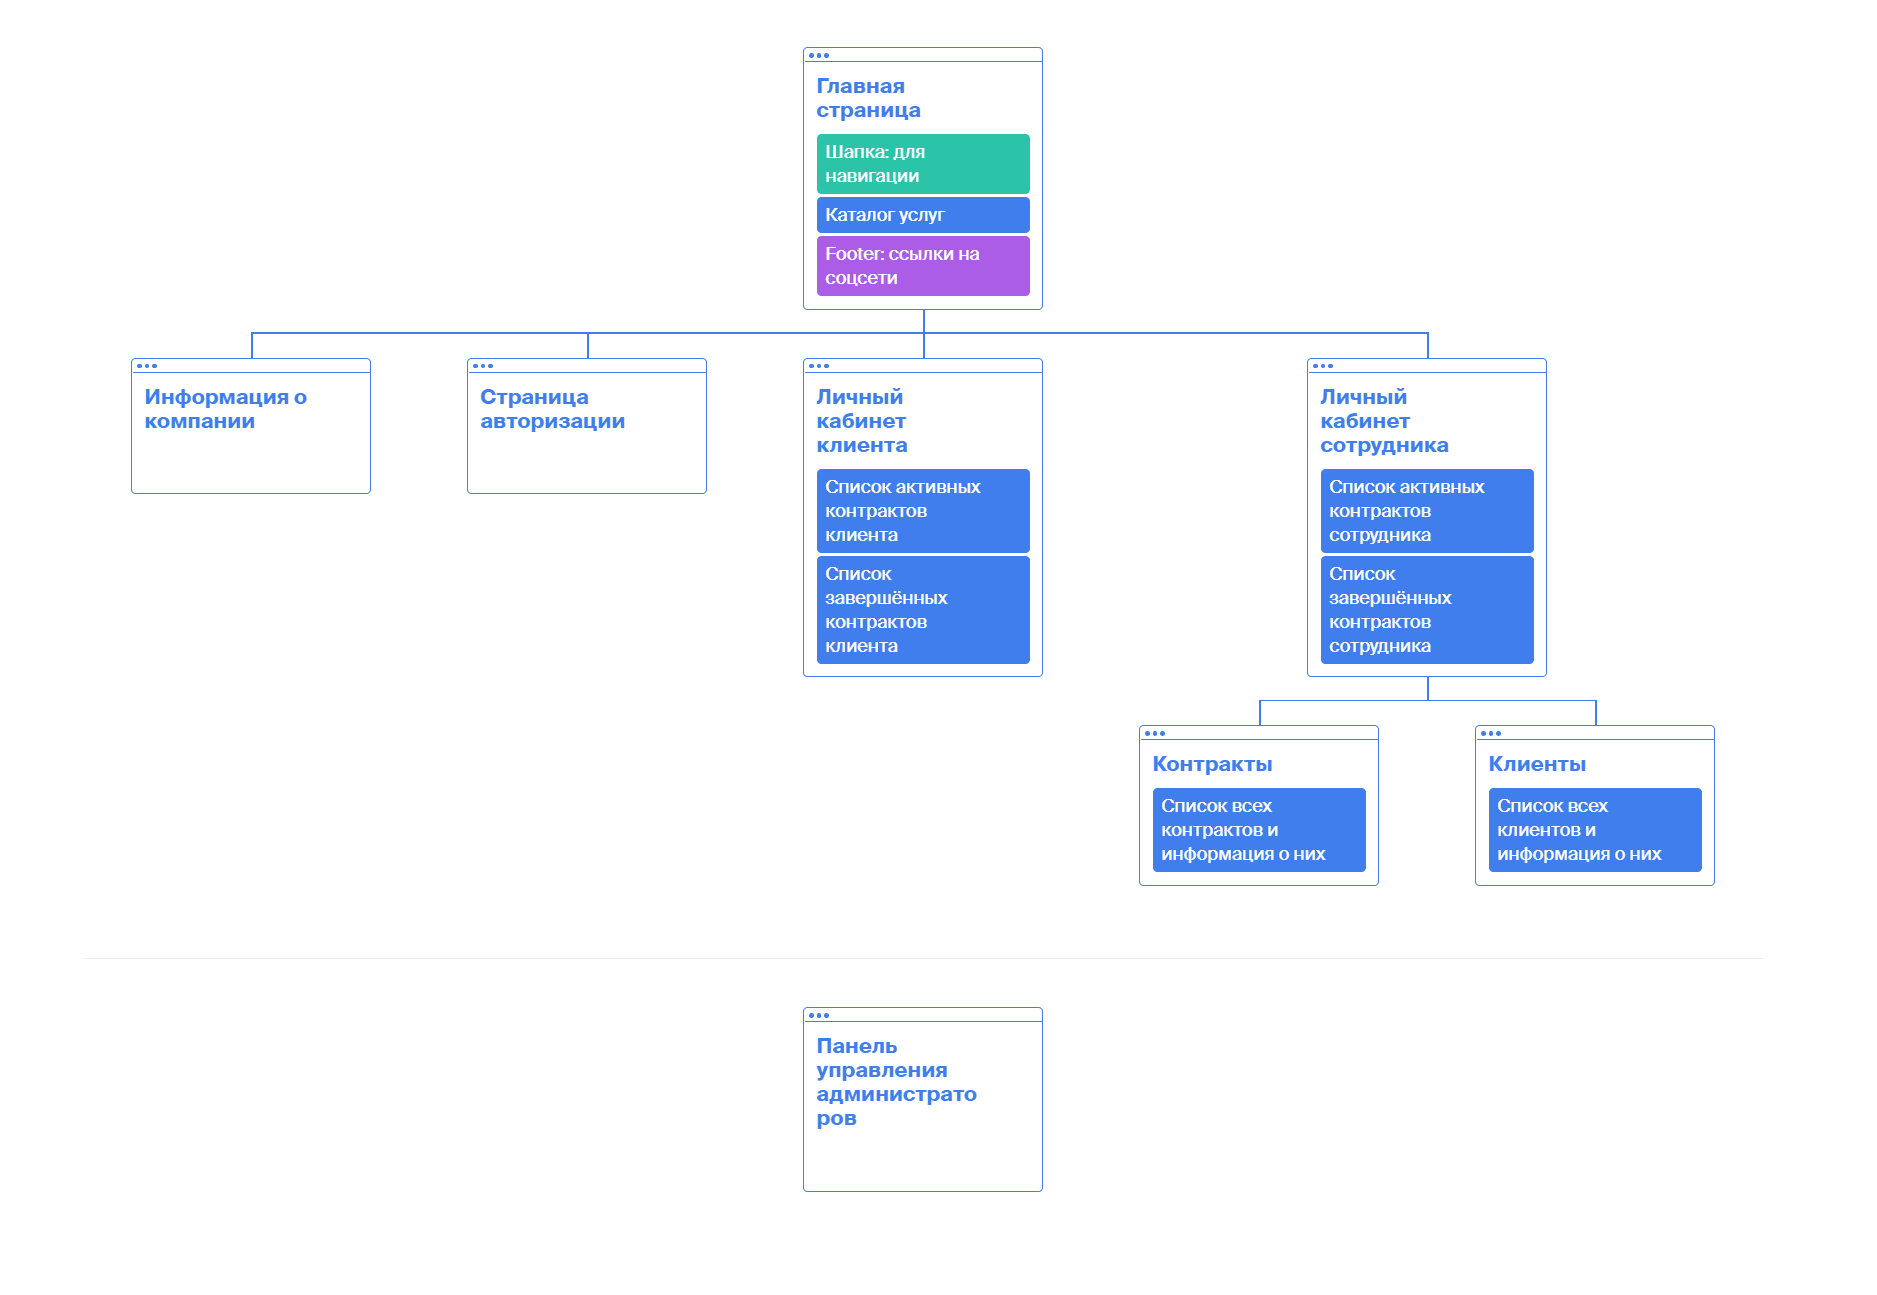 Главная
страница
Шапка: для
навигации
Каталог услуг
Footer: ссылки на
соцсети
Информация о
компании
Страница
авторизации
Личный
кабинет
клиента
Список активных
контрактов
клиента
Список
завершённых
контрактов
клиента
Личный
кабинет
сотрудника
Список активных
контрактов
сотрудника
Список
завершённых
контрактов
сотрудника
Контракты
Список всех
контрактов и
информация о них
Клиенты
Список всех
клиентов и
информация о них
Панель
управления
администрато
ров